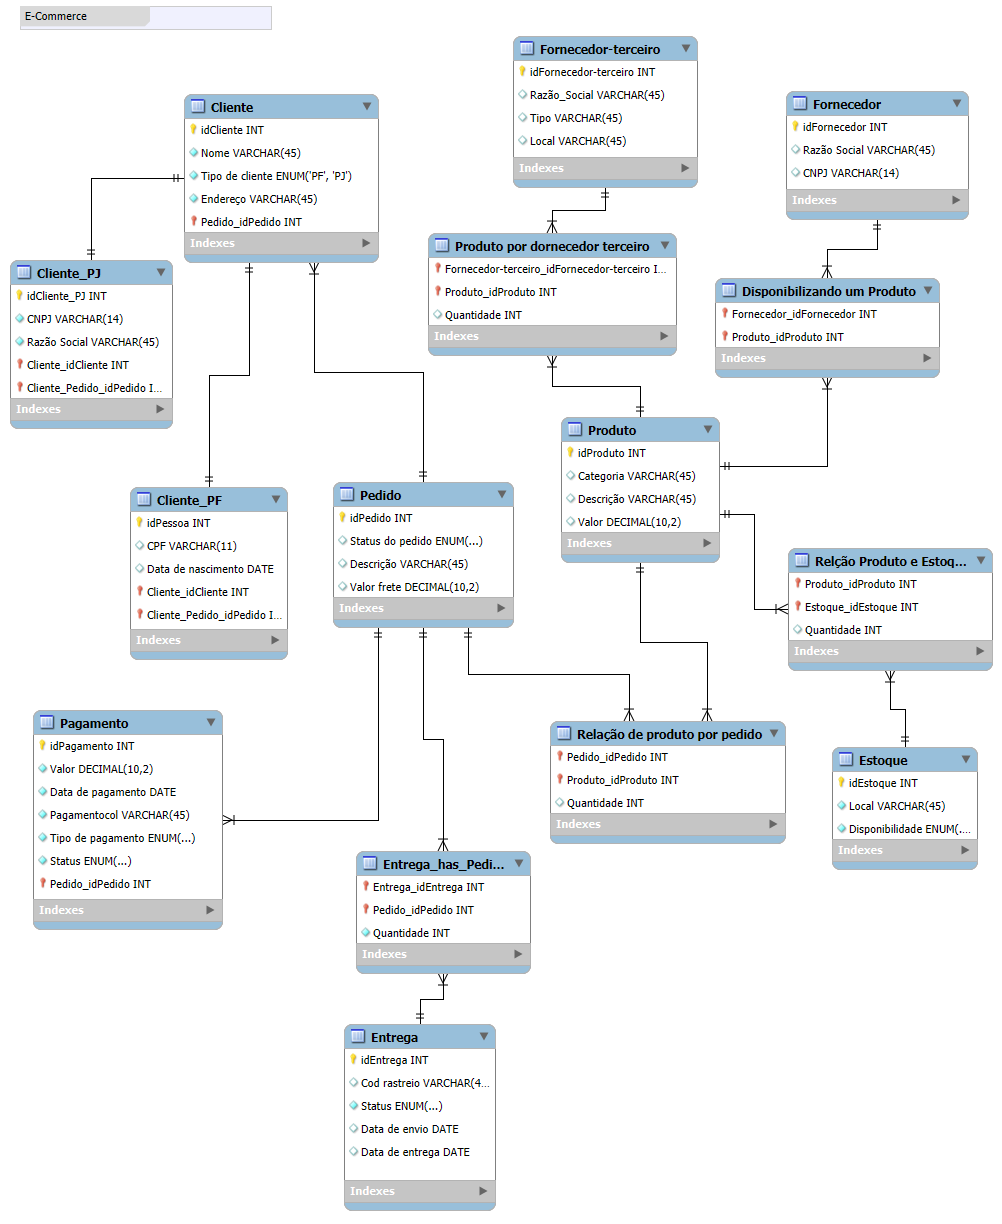 E-Commerce
Fornecedor-terceiro
idFornecedor-terceiro INT
Razão_Social VARCHAR(45)
Tipo VARCHAR(45)
Local VARCHAR(45)
Indexes
Fornecedor
idFornecedor INT
Razão Social VARCHAR(45)
CNPJ VARCHAR(14)
Indexes
Cliente
idCliente INT
Nome VARCHAR(45)
Tipo de cliente ENUM('PF', 'PJ')
Endereço VARCHAR(45)
Pedido_idPedido INT
Indexes
Produto por dornecedor terceiro
Fornecedor-terceiro_idFornecedor-terceiro I...
Produto_idProduto INT
Quantidade INT
Indexes
Cliente_PJ
idCliente_PJ INT
CNPJ VARCHAR(14)
Razão Social VARCHAR(45)
Cliente_idCliente INT
Cliente_Pedido_idPedido I...
Indexes
Disponibilizando um Produto
Fornecedor_idFornecedor INT
Produto_idProduto INT
Indexes
Produto
idProduto INT
Categoria VARCHAR(45)
Descrição VARCHAR(45)
Valor DECIMAL(10,2)
Indexes
Cliente_PF
idPessoa INT
CPF VARCHAR(11)
Data de nascimento DATE
Cliente_idCliente INT
Cliente_Pedido_idPedido I...
Indexes
Pedido
idPedido INT
Status do pedido ENUM(...)
Descrição VARCHAR(45)
Valor frete DECIMAL(10,2)
Indexes
Relção Produto e Estoq...
Produto_idProduto INT
Estoque_idEstoque INT
Quantidade INT
Indexes
Pagamento
idPagamento INT
Valor DECIMAL(10,2)
Data de pagamento DATE
Pagamentocol VARCHAR(45)
Tipo de pagamento ENUM(...)
Status ENUM(...)
Pedido_idPedido INT
Indexes
Relação de produto por pedido
Pedido_idPedido INT
Produto_idProduto INT
Quantidade INT
Indexes
Estoque
idEstoque INT
Local VARCHAR(45)
Disponibilidade ENUM(....
Indexes
Entrega_has_Pedi...
Entrega_idEntrega INT
Pedido_idPedido INT
Quantidade INT
Indexes
Entrega
idEntrega INT
Cod rastreio VARCHAR(4...
Status ENUM(...)
Data de envio DATE
Data de entrega DATE
Indexes